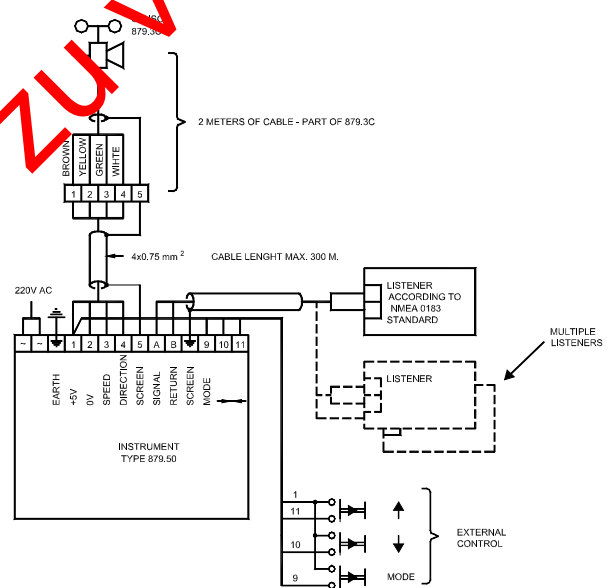 zu v
879.3C
2 METERS OF CABLE - PART OF 879.3C
BROWN
YELLOW
GREEN
WIHTE
1 2 3 4 5
4x0.75 mm 2
CABLE LENGHT MAX. 300 M.
220V AC
LISTENER
ACCORDING TO
NMEA 0183
STANDARD
MULTIPLE
LISTENERS
LISTENER
~ ~ 1 2 3 4 5 A B 9 10 11
EARTH
+5V
0V
SPEED
DIRECTION
SCREEN
SIGNAL
RETURN
SCREEN
MODE
INSTRUMENT
TYPE 879.50
1
11
10
9
MODE
EXTERNAL
CONTROL